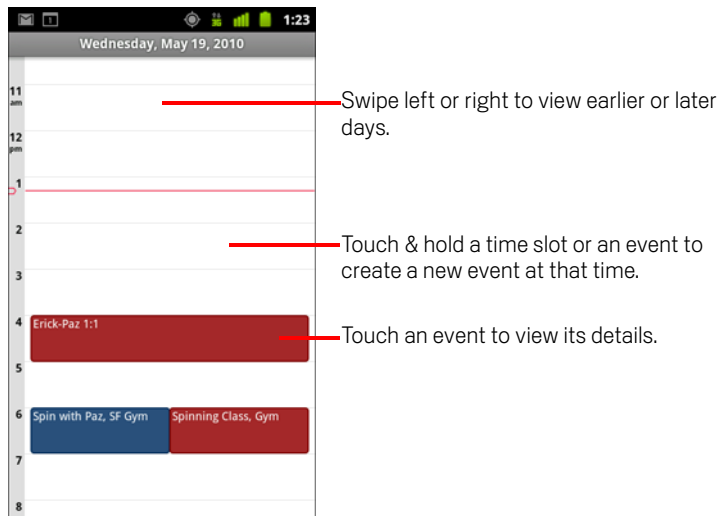 1
3G
1:23
Wednesday, May 19, 2010
11
am
Swipe left or right to view earlier or later
days.
12
pm
1
2
Touch & hold a time slot or an event to
create a new event at that time.
3
4
Erick-Paz 1:1
Touch an event to view its details.
5
6
Spin with Paz, SF Gym
Spinning Class, Gym
7
8